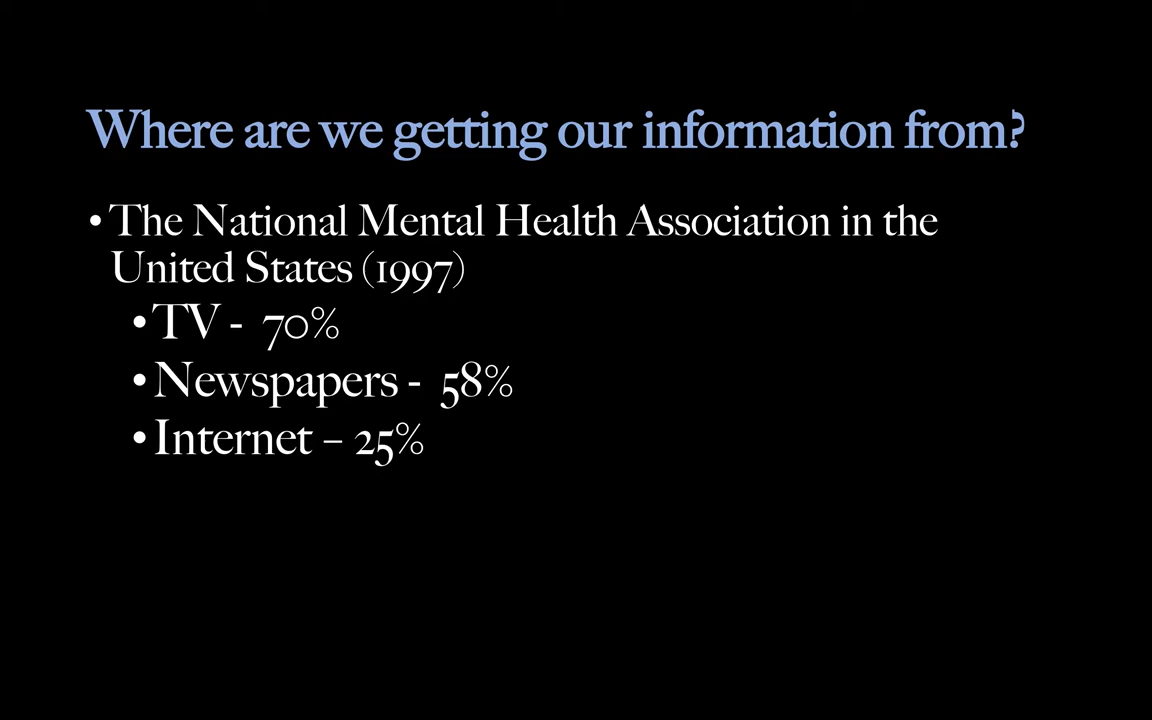 Where are we getting our information from?
• The National Mental Health Association in the
United States (1997)
• TV - 70%
• Newspapers - 58%
• Internet – 25%